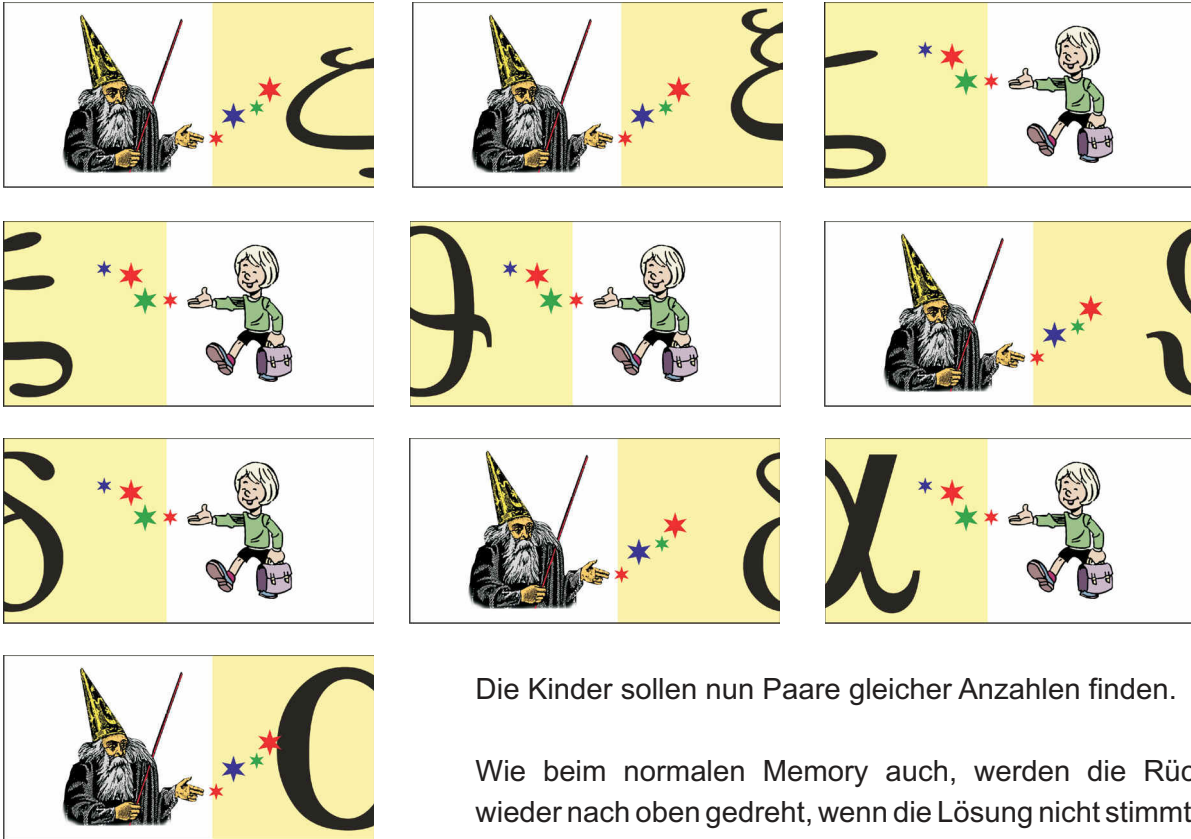 Die Kinder sollen nun Paare gleicher Anzahlen finden.
Wie beim normalen Memory auch, werden die Rüc
wieder nach oben gedreht, wenn die Lösung nicht stimmt